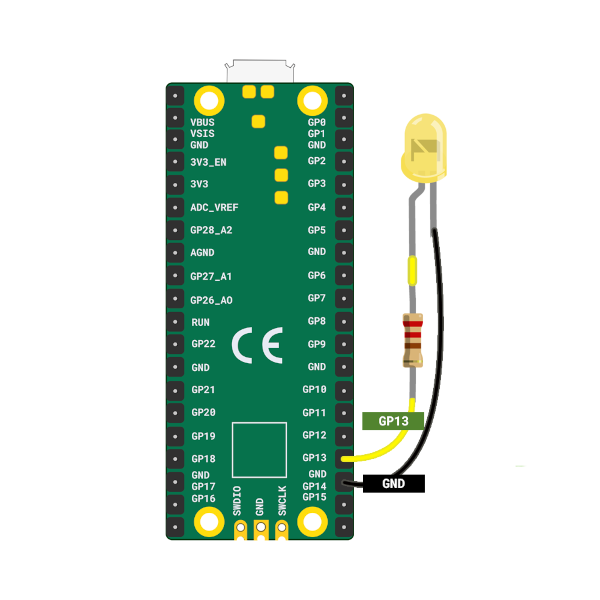 VBUS
VSIS
GND
3V3_EN
3V3
ADC_VREF
GP28_A2
AGND
GP27_A1
GP26_A0
RUN
GP22
GND
GP21
GP20
GP19
GP18
GND
GP17
GP16
GP0
GP1
GND
GP2
GP3
GP4
GP5
GND
GP6
GP7
GP8
GP9
GND
GP10
GP11
GP12
GP13
GND
GP14
GP15
CE
SWDIO
GND
SWCLK
GP13
GND